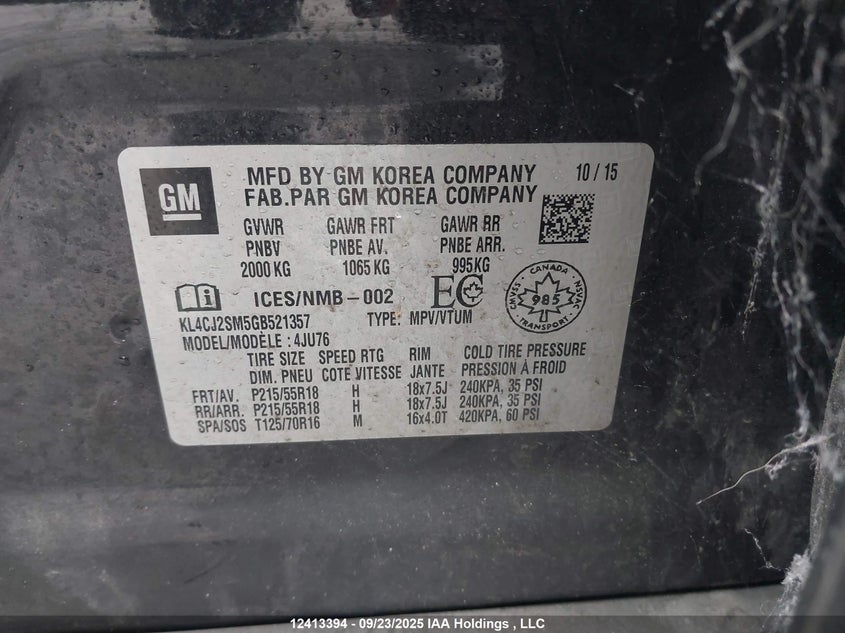 GM
MFD BY GM KOREA COMPANY 10 / 15
FAB.PAR GM KOREA COMPANY
GVWR GAWR FRT GAWR RR
PNBV PNBE AV. PNBE ARR.
2000 KG 1065 KG 995KG
ICES/NMB-002 EC
CANADA
CMVSS 985 NSVAC
TRANSPORT
KL4CJ2SM5GB521357 TYPE: MPV/VTUM
MODEL/MODÈLE : 4JU76
TIRE SIZE SPEED RTG RIM COLD TIRE PRESSURE
DIM. PNEU COTE VITESSE JANTE PRESSION À FROID
FRT/AV. P215/55R18 H 18x7.5J 240KPA, 35 PSI
RR/ARR. P215/55R18 H 18x7.5J 240KPA, 35 PSI
SPA/SOS T125/70R16 M 16x4.0T 420KPA, 60 PSI
12413394 - 09/23/2025 IAA Holdings , LLC